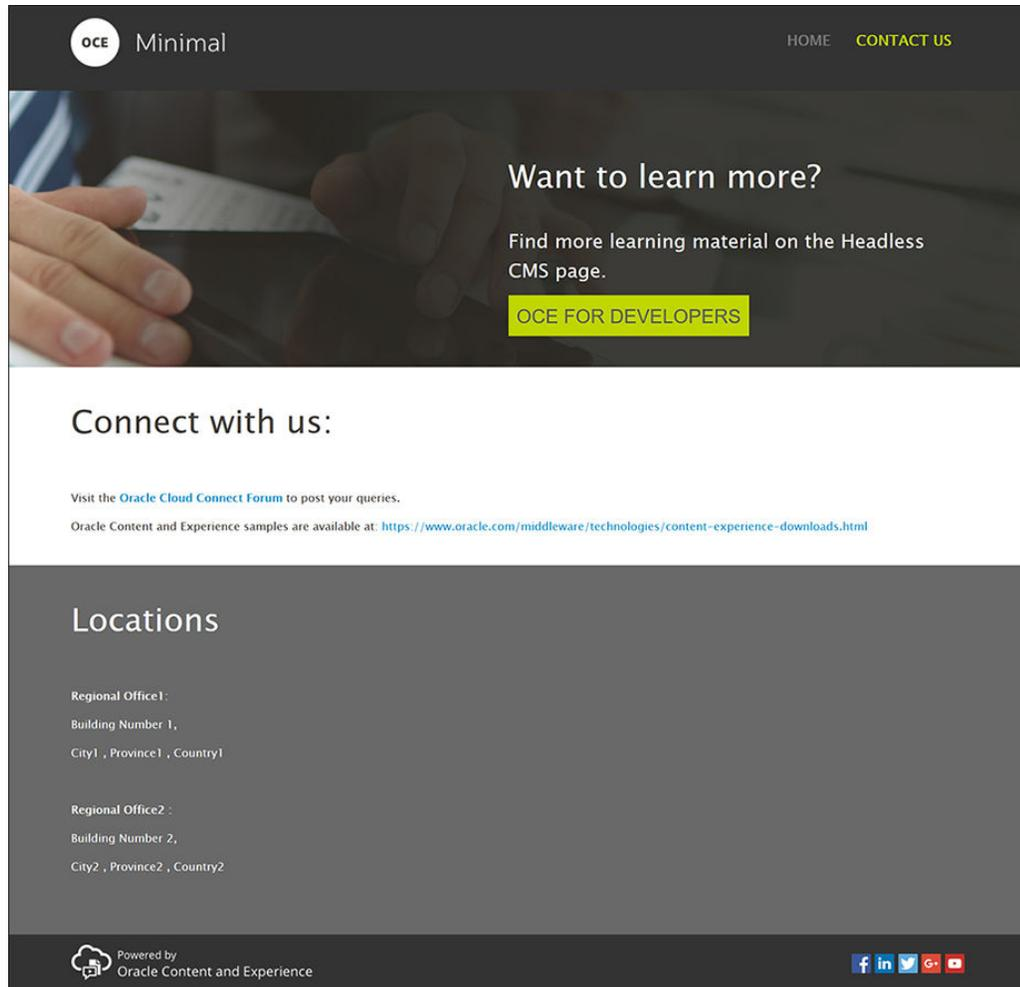 OCE Minimal HOME CONTACT US
Want to learn more?
Find more learning material on the Headless
CMS page.
OCE FOR DEVELOPERS
Connect with us:
Visit the Oracle Cloud Connect Forum to post your queries.
Oracle Content and Experience samples are available at: https://www.oracle.com/middleware/technologies/content-experience-downloads.html
Locations
Regional Office1:
Building Number 1,
City1 , Province1 , Country1
Regional Office2 :
Building Number 2,
City2 , Province2 , Country2
Powered by
Oracle Content and Experience
f in G+